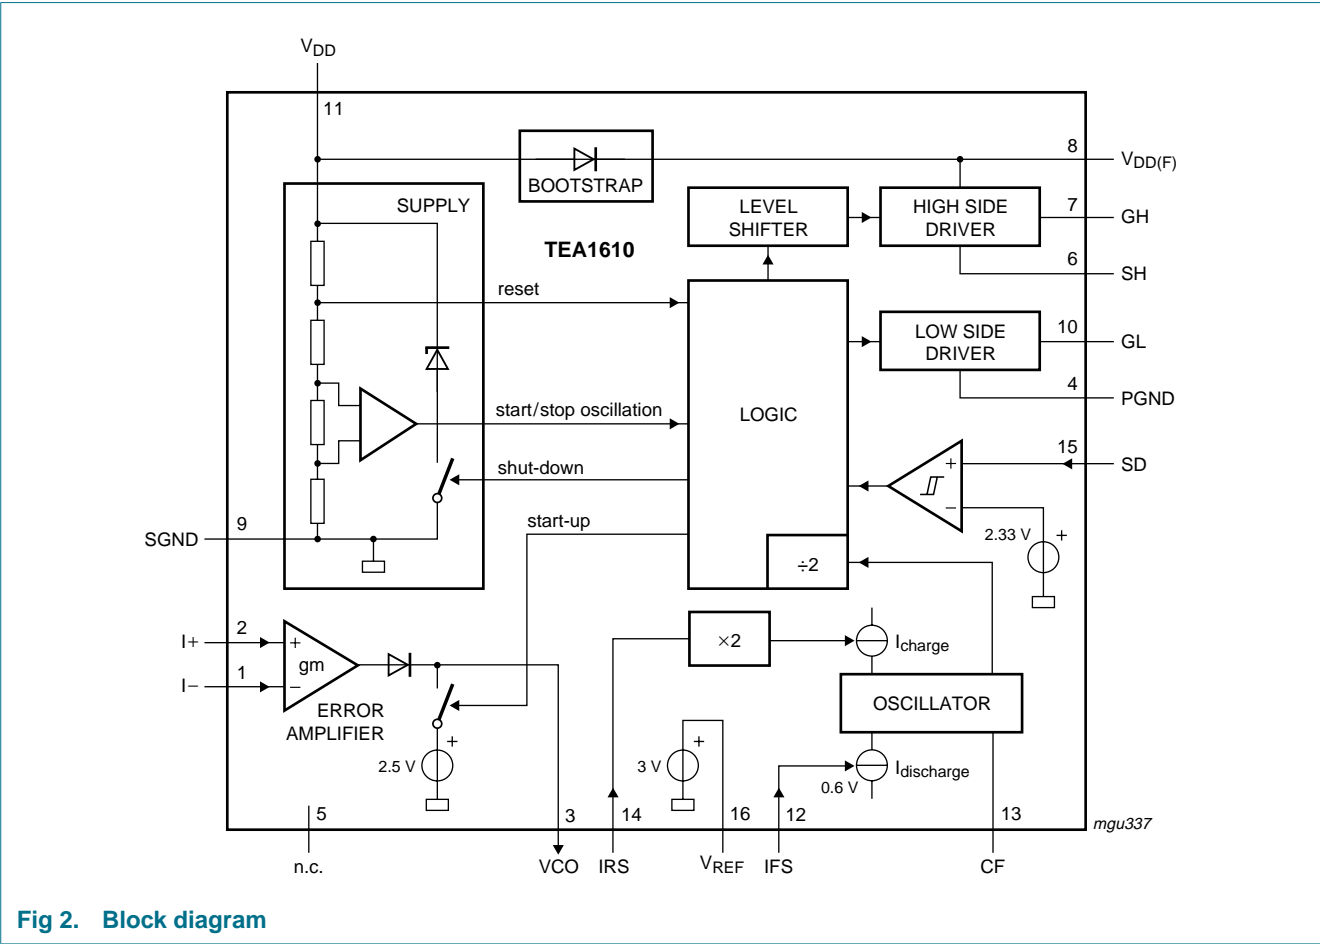 VDD
11
BOOTSTRAP
8
VDD(F)
SUPPLY
TEA1610
LEVEL
SHIFTER
HIGH SIDE
DRIVER
7
GH
6
SH
reset
LOW SIDE
DRIVER
10
GL
4
PGND
start/stop oscillation
LOGIC
15
SD
+
−
shut-down
2.33 V
+
start-up
÷2
9
SGND
2
I+
1
I−
+
gm
−
ERROR
AMPLIFIER
×2
Icharge
OSCILLATOR
+
2.5 V
+
3 V
Idischarge
0.6 V
5
3
14
16
12
13
mgu337
n.c.
VCO
IRS
VREF
IFS
CF
Fig 2. Block diagram